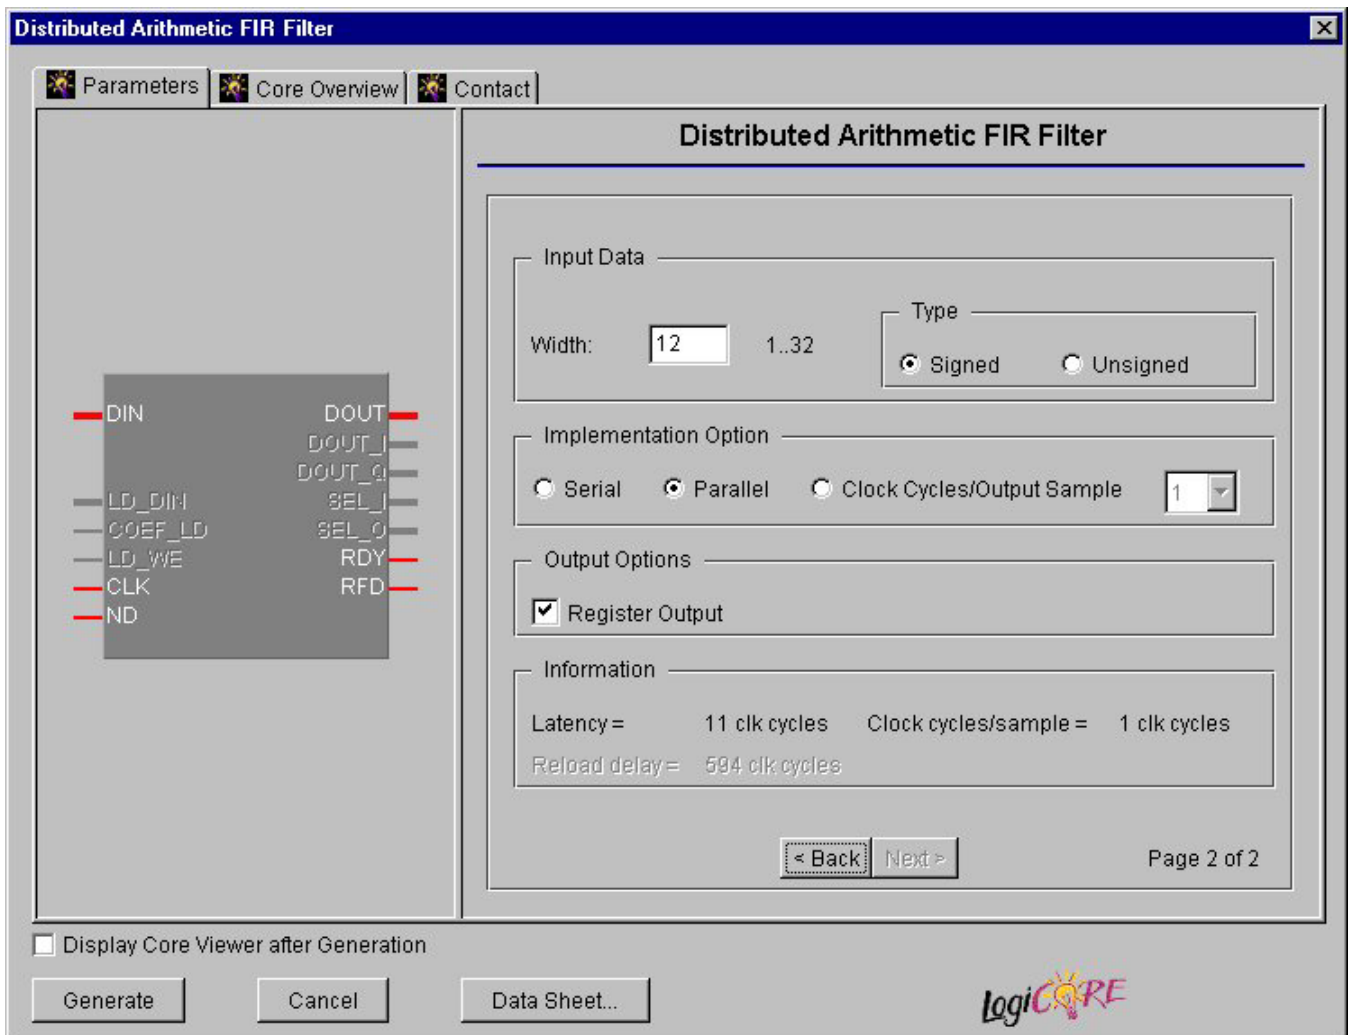 Distributed Arithmetic FIR Filter
Parameters Core Overview Contact
Distributed Arithmetic FIR Filter
Input Data
Width: 12 1..32
Type
Signed Unsigned
Implementation Option
Serial Parallel Clock Cycles/Output Sample 1
Output Options
Register Output
Information
Latency = 11 clk cycles Clock cycles/sample = 1 clk cycles
Reload delay = 594 clk cycles
< Back Next > Page 2 of 2
DIN DOUT
DOUT_I
DOUT_Q
LD_DIN SEL_I
COEF_LD SEL_O
LD_WE RDY
CLK RFD
ND
Display Core Viewer after Generation
Generate Cancel Data Sheet... LogiCORE